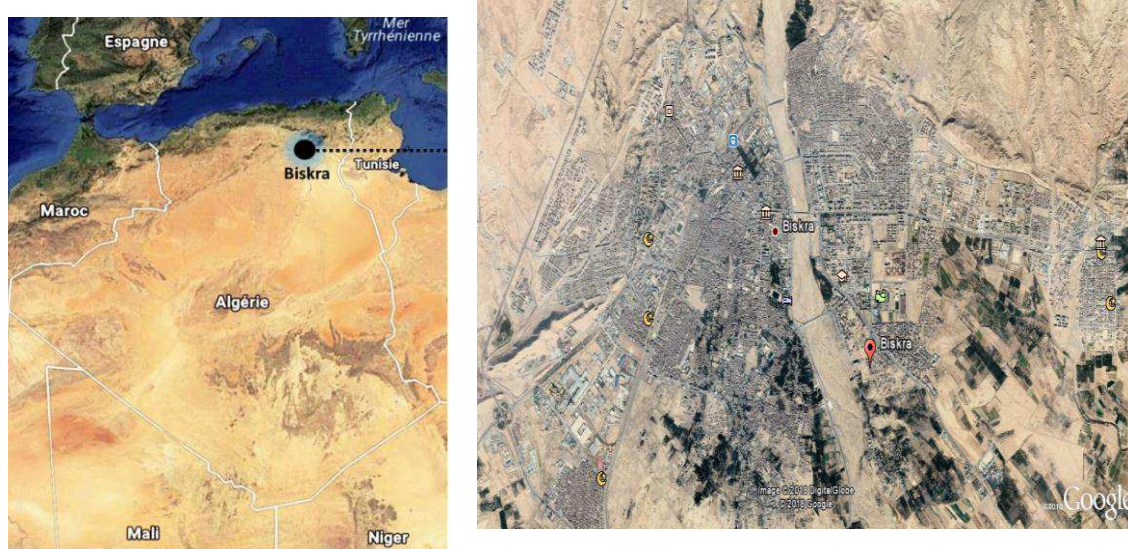 Mer
Tyrrhénienne
Espagne
Biskra
Tunisie
Maroc
Algérie
Mali
Niger
Biskra
Biskra
Image © 2018 DigitalGlobe
© 2018 Google
Google